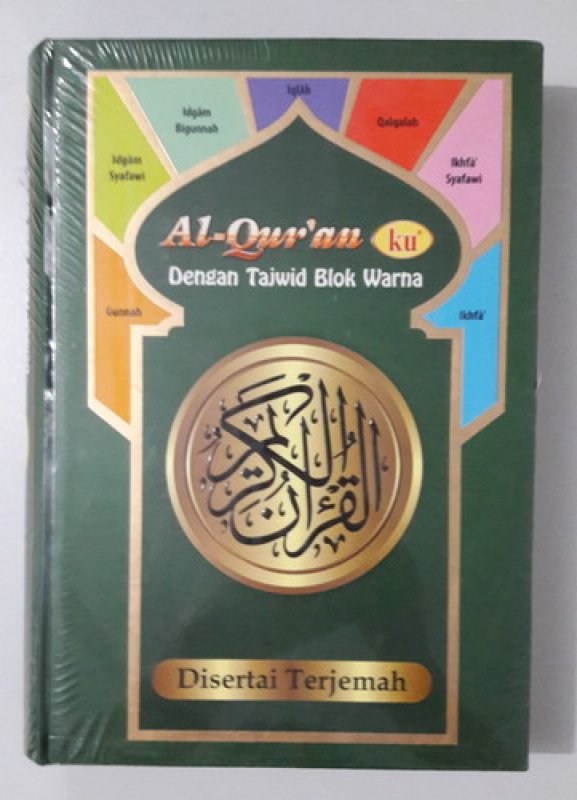 Iqlāb
Idgām
Bigunnah
Qalqalah
Idgām
Syafawi
Ikhfā'
Syafawi
Al-Qur'an ku®
Dengan Tajwid Blok Warna
Gunnah
Ikhfā'
القرآن الكريم
Disertai Terjemah